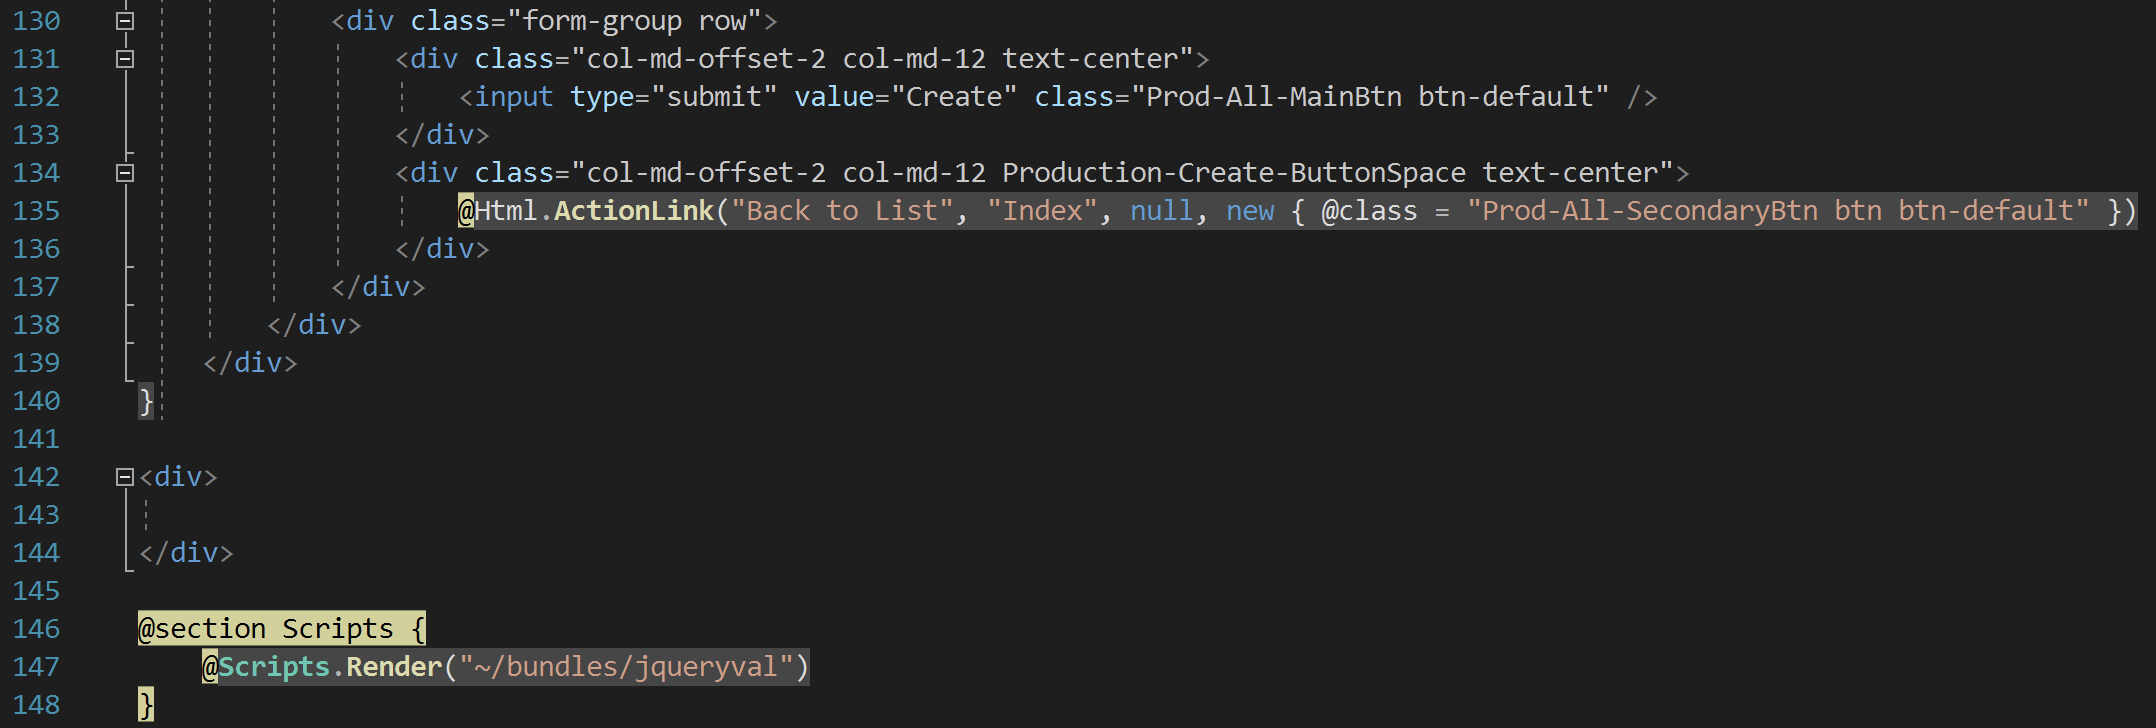 130 <div class="form-group row">
131 <div class="col-md-offset-2 col-md-12 text-center">
132 <input type="submit" value="Create" class="Prod-All-MainBtn btn-default" />
133 </div>
134 <div class="col-md-offset-2 col-md-12 Production-Create-ButtonSpace text-center">
135 @Html.ActionLink("Back to List", "Index", null, new { @class = "Prod-All-SecondaryBtn btn btn-default" })
136 </div>
137 </div>
138 </div>
139 </div>
140 }
141
142 <div>
143
144 </div>
145
146 @section Scripts {
147 @Scripts.Render("~/bundles/jqueryval")
148 }